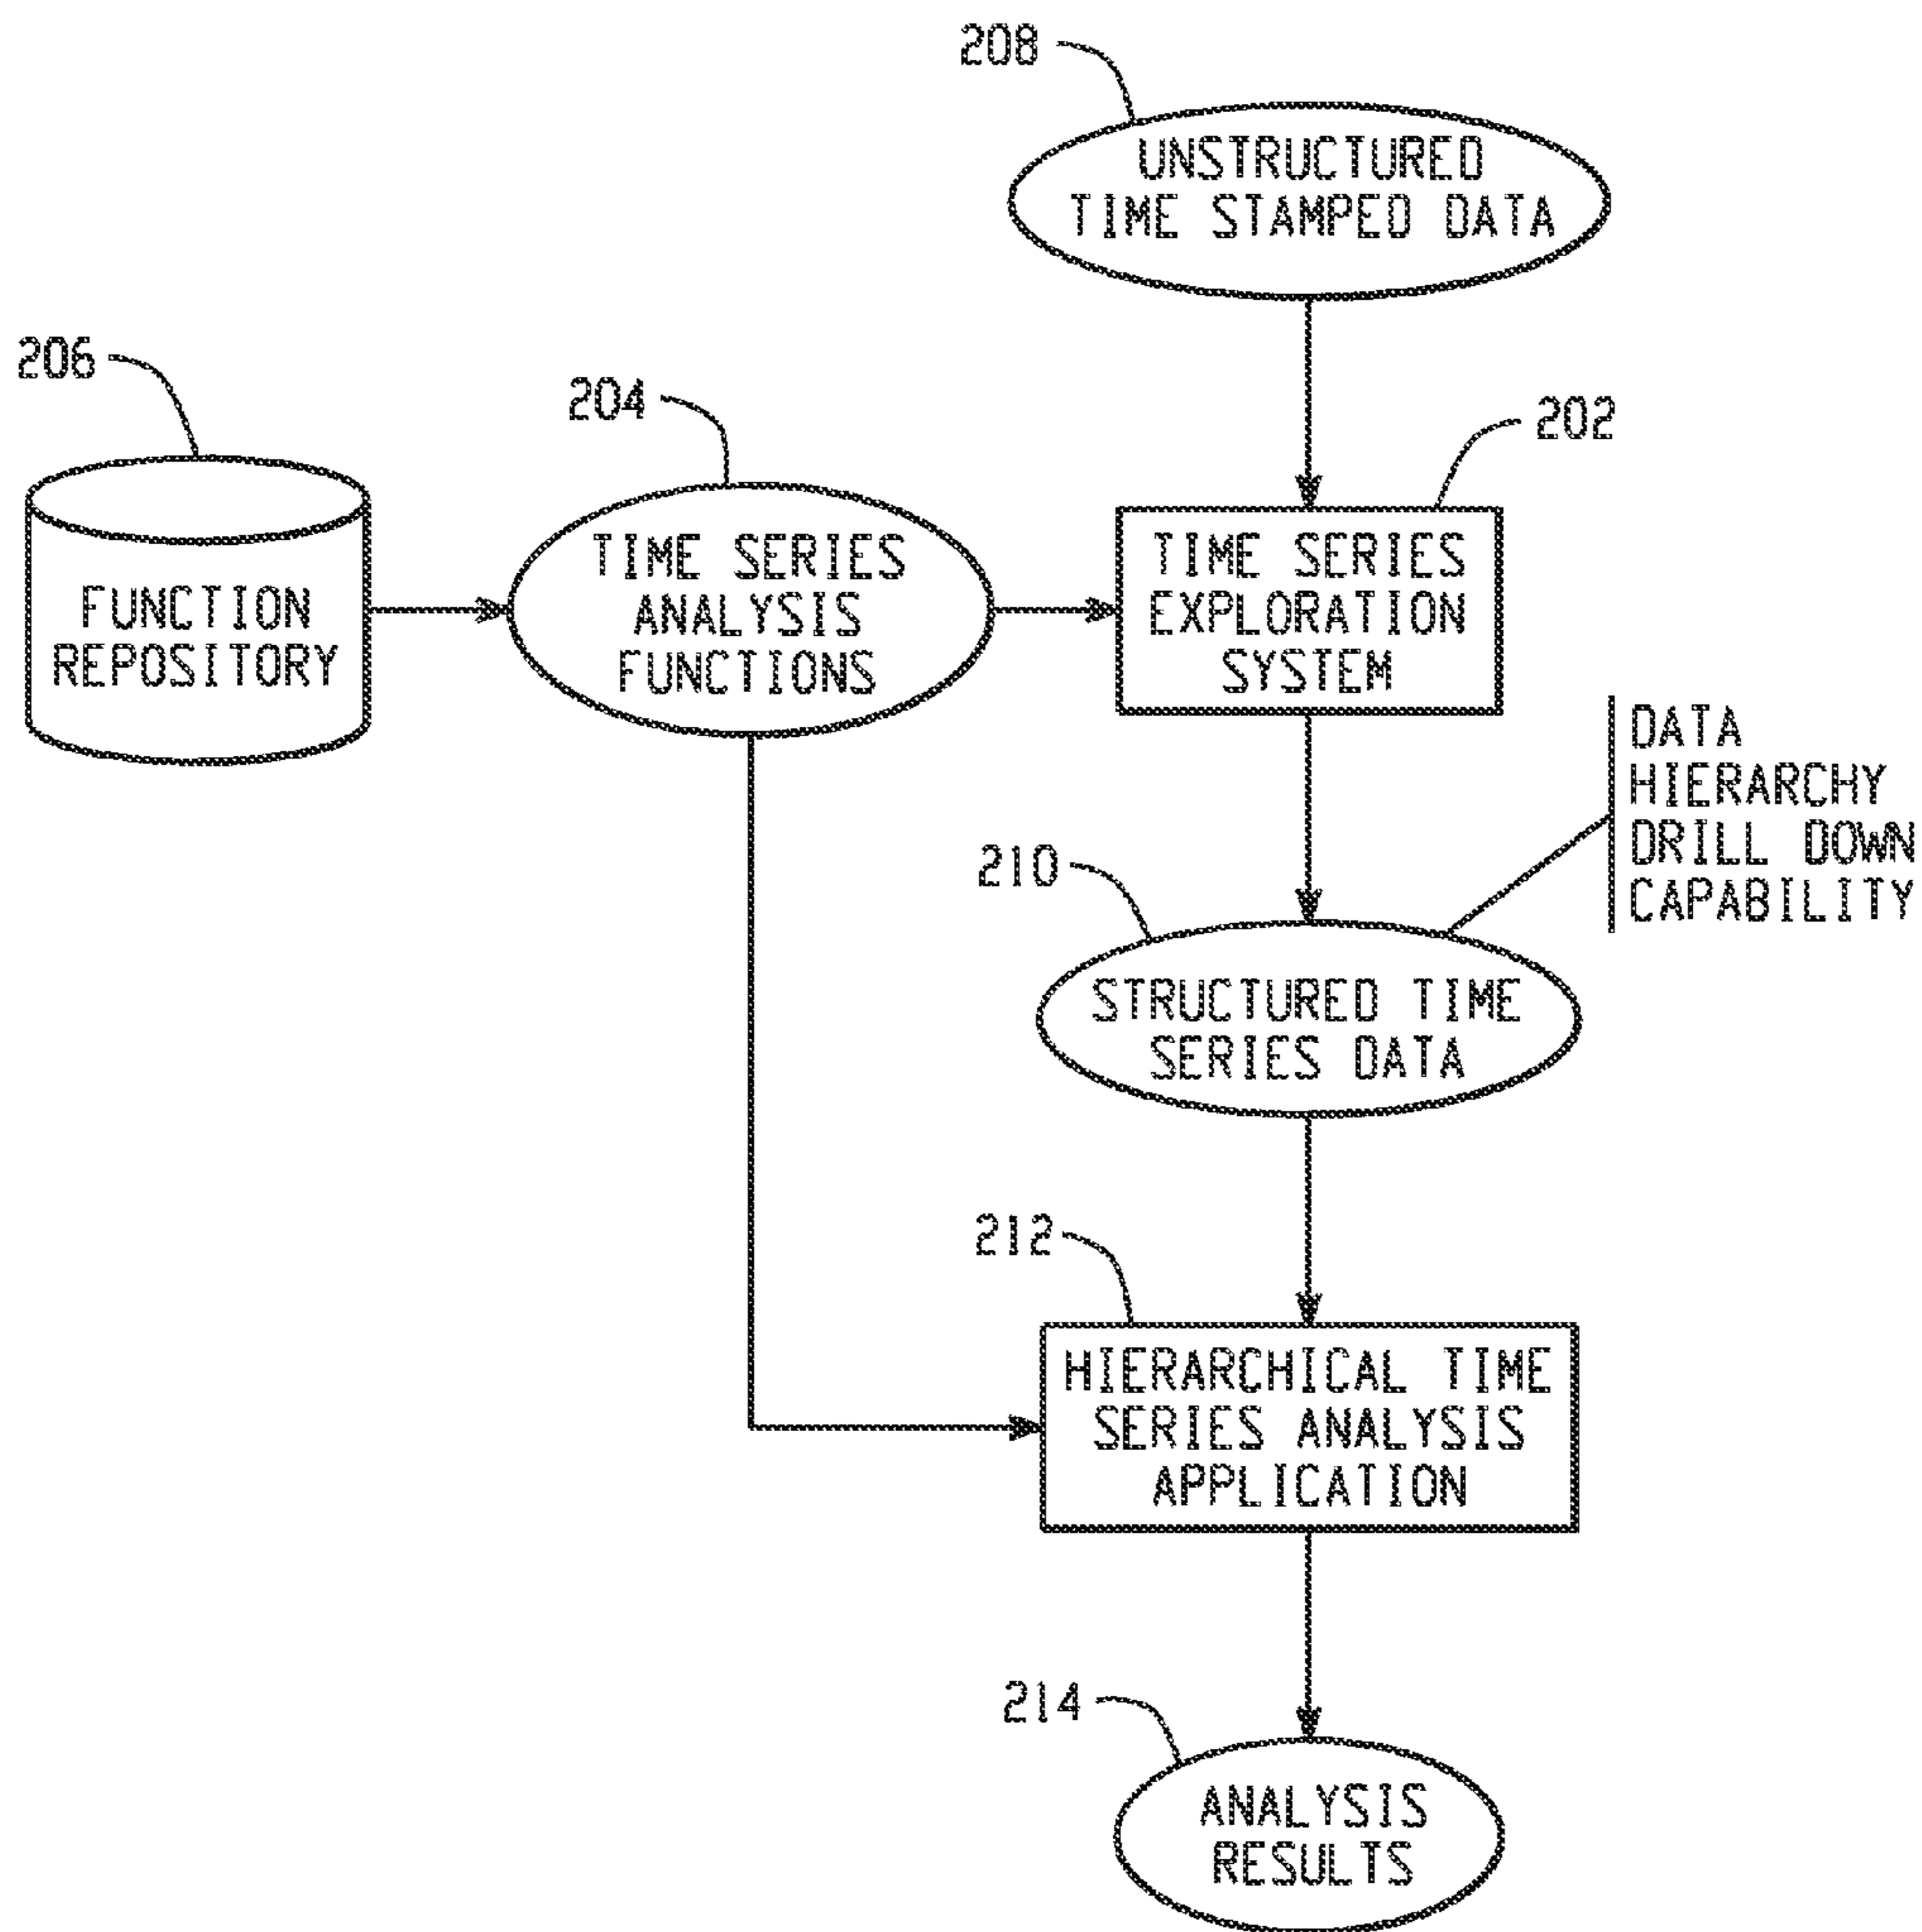 208
UNSTRUCTURED
TIME STAMPED DATA
206
204
202
FUNCTION
REPOSITORY
TIME SERIES
ANALYSIS
FUNCTIONS
TIME SERIES
EXPLORATION
SYSTEM
DATA
HIERARCHY
DRILL DOWN
CAPABILITY
210
STRUCTURED TIME
SERIES DATA
212
HIERARCHICAL TIME
SERIES ANALYSIS
APPLICATION
214
ANALYSIS
RESULTS